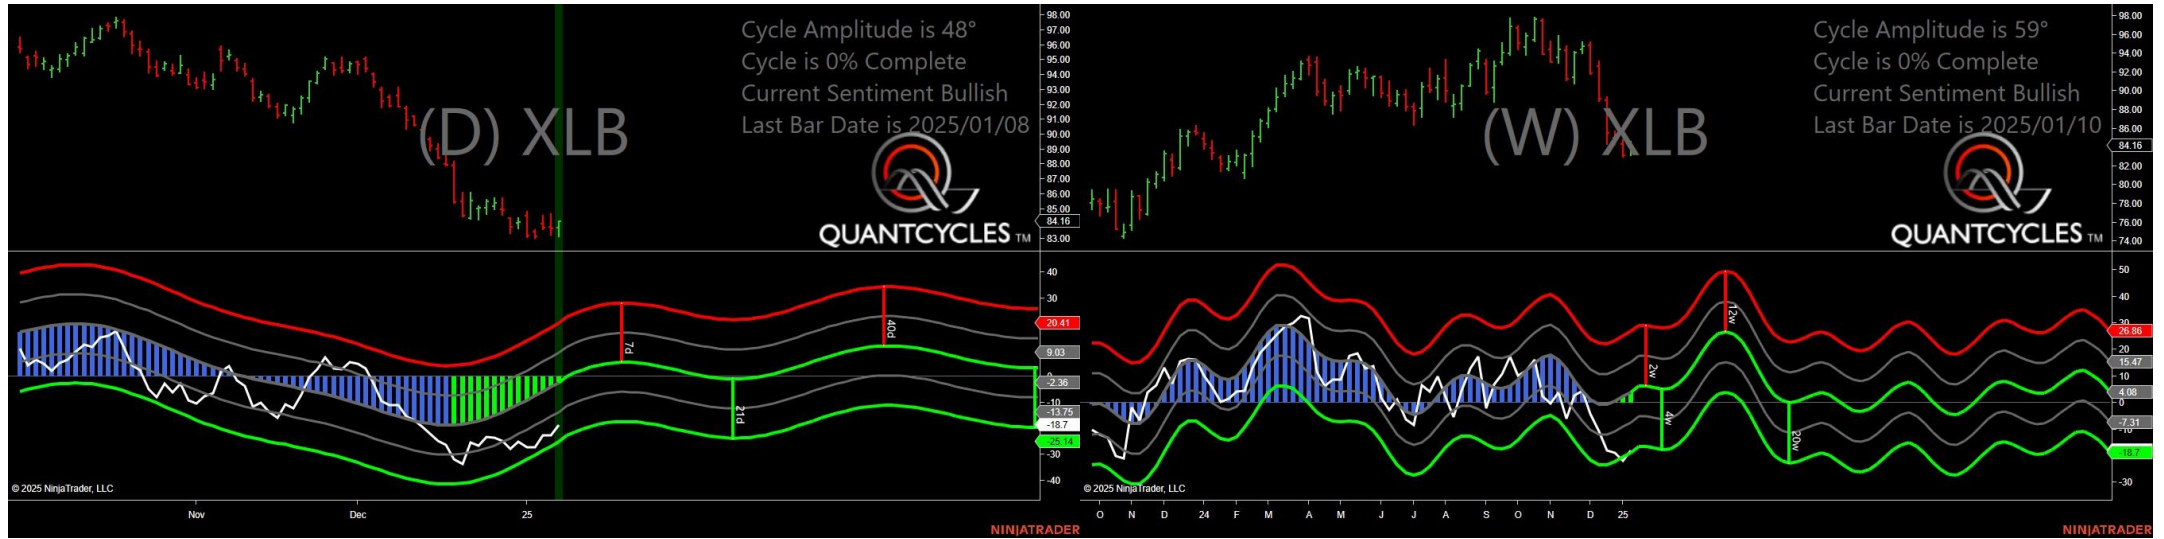 Cycle Amplitude is 48°
Cycle is 0% Complete
Current Sentiment Bullish
Last Bar Date is 2025/01/08
(D) XLB
QUANTCYCLES TM
98.00
97.00
96.00
95.00
94.00
93.00
92.00
91.00
90.00
89.00
88.00
87.00
86.00
85.00
84.16
83.00
40
30
20.41
9.03
0
-2.36
-10
-13.75
-18.7
-25.14
-30
-40
7d
21d
40d
© 2025 NinjaTrader, LLC
Nov
Dec
25
NINJATRADER
Cycle Amplitude is 59°
Cycle is 0% Complete
Current Sentiment Bullish
Last Bar Date is 2025/01/10
(W) XLB
QUANTCYCLES TM
98.00
96.00
94.00
92.00
90.00
88.00
86.00
84.16
82.00
80.00
78.00
76.00
74.00
50
40
30
26.86
15.47
10
4.08
0
-7.31
-18.7
-30
2w
4w
12w
20w
© 2025 NinjaTrader, LLC
O N D 24 F M A M J J A S O N D 25
NINJATRADER